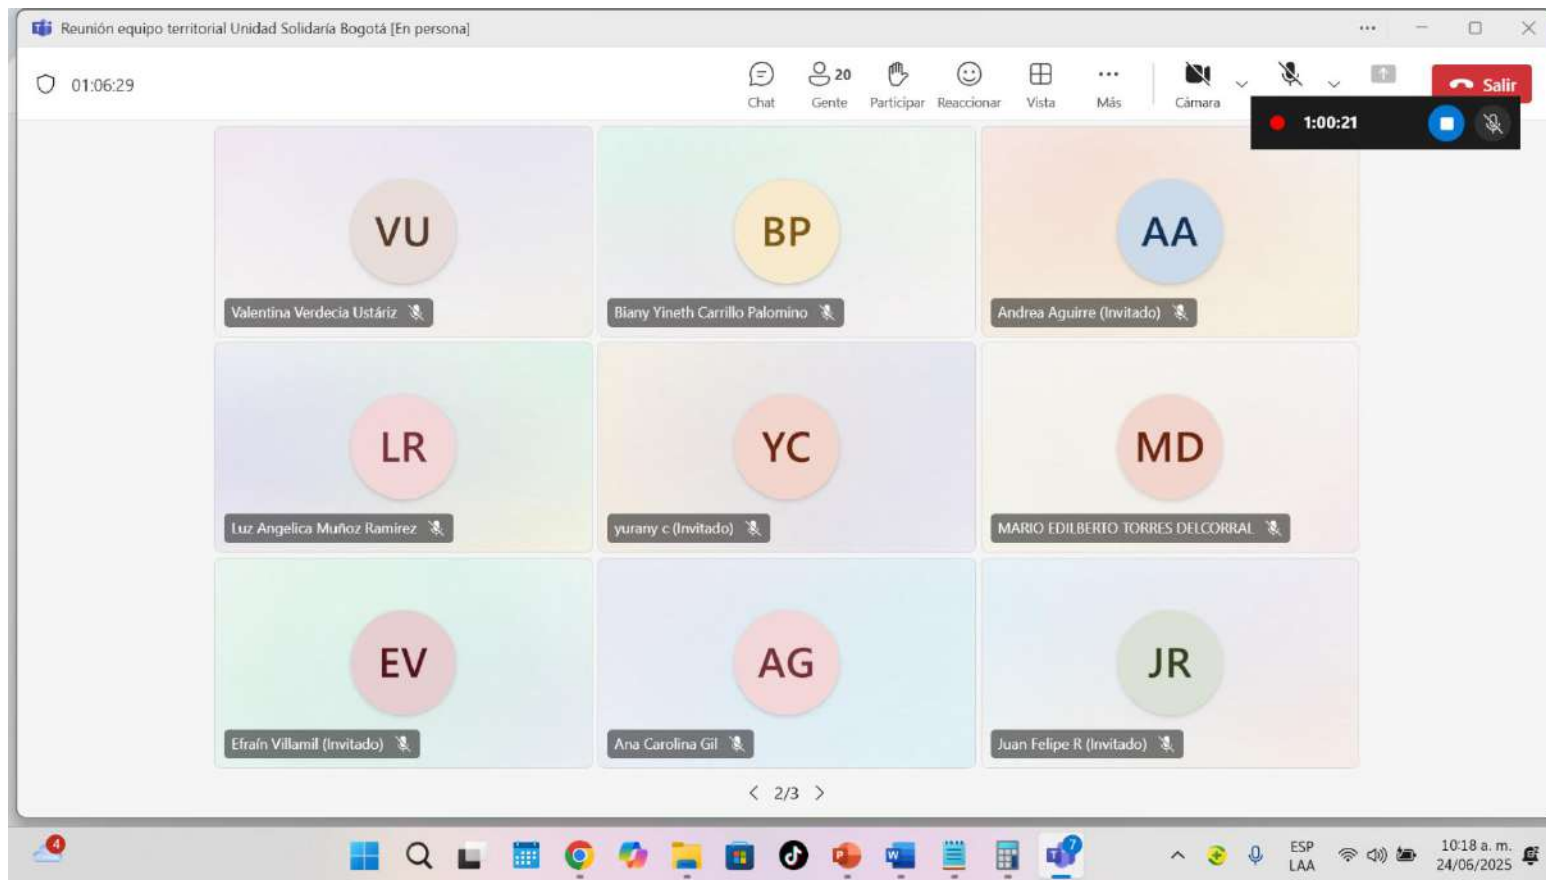 Reunión equipo territorial Unidad Solidaría Bogotá [En persona]
01:06:29
20
Chat
Gente
Participar
Reaccionar
Vista
Más
Cámara
Salir
1:00:21
VU
BP
AA
Valentina Verdecia Ustáriz
Biany Yineth Carrillo Palomino
Andrea Aguirre (Invitado)
LR
YC
MD
Luz Angelica Muñoz Ramirez
yurany c (Invitado)
MARIO EDILBERTO TORRES DELCORRAL
EV
AG
JR
Efraín Villamil (Invitado)
Ana Carolina Gil
Juan Felipe R (Invitado)
2/3
4
7
ESP
LAA
10:18 a. m.
24/06/2025